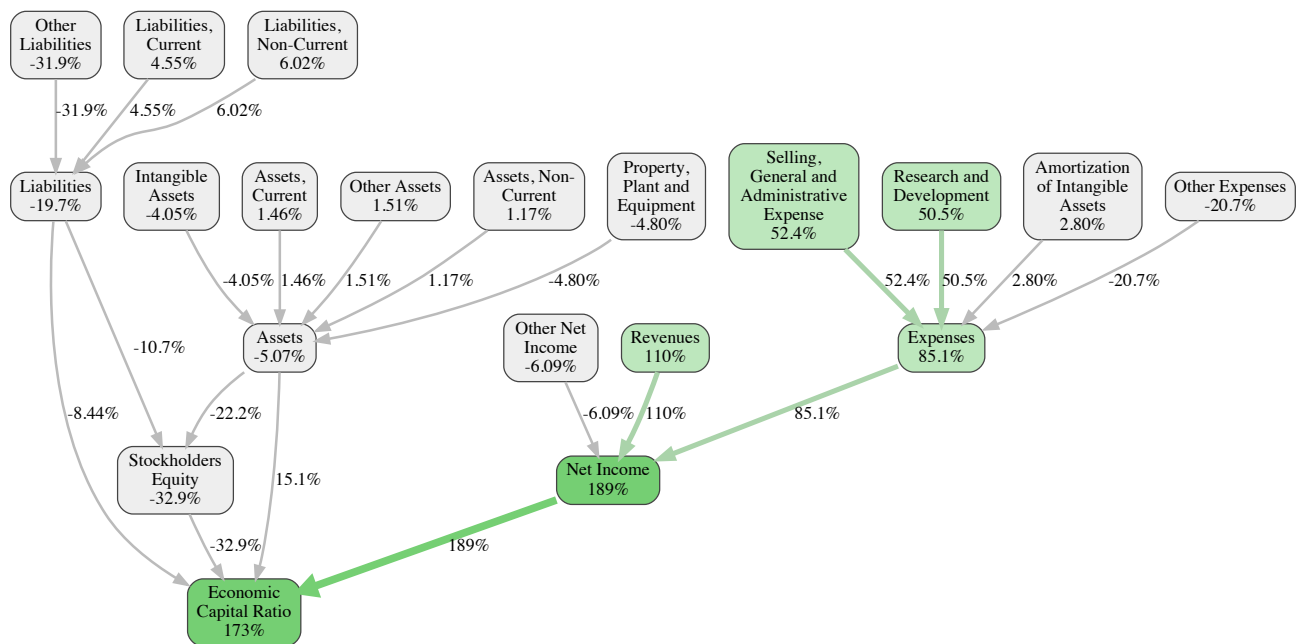 Other
Liabilities
-31.9%
Liabilities,
Current
4.55%
Liabilities,
Non-Current
6.02%
-31.9%
4.55%
6.02%
Liabilities
-19.7%
Intangible
Assets
-4.05%
Assets,
Current
1.46%
Other Assets
1.51%
Assets, Non-
Current
1.17%
Property,
Plant and
Equipment
-4.80%
Selling,
General and
Administrative
Expense
52.4%
Research and
Development
50.5%
Amortization
of Intangible
Assets
2.80%
Other Expenses
-20.7%
-4.05%
1.46%
1.51%
1.17%
-4.80%
52.4%
50.5%
2.80%
-20.7%
Assets
-5.07%
Other Net
Income
-6.09%
Revenues
110%
Expenses
85.1%
-10.7%
-8.44%
-22.2%
-6.09%
110%
85.1%
Stockholders
Equity
-32.9%
15.1%
Net Income
189%
-32.9%
189%
Economic
Capital Ratio
173%